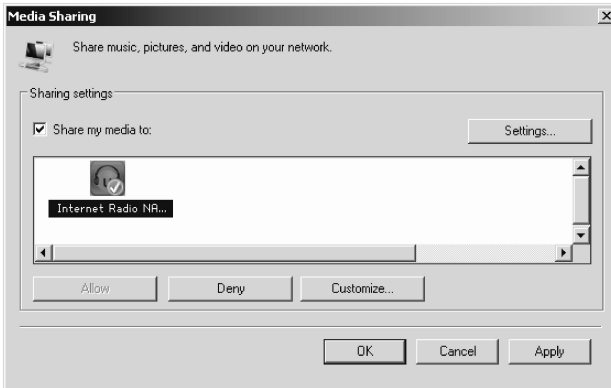 Media Sharing
Share music, pictures, and video on your network.
Sharing settings
Share my media to:
Settings...
Internet Radio NA...
Allow
Deny
Customize...
OK
Cancel
Apply